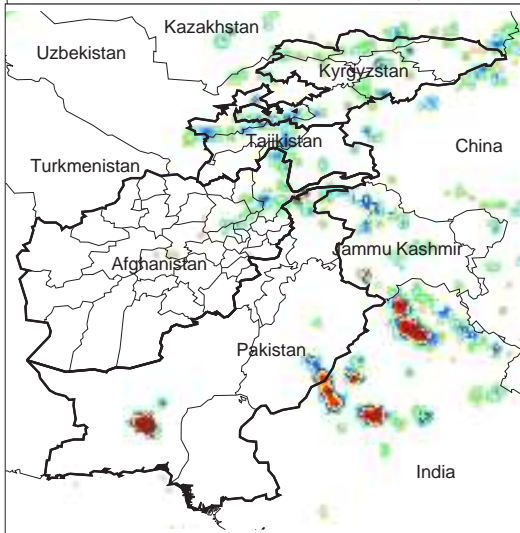 Kazakhstan
Uzbekistan
Kyrgyzstan
Tajikistan
China
Turkmenistan
Jammu Kashmir
Afghanistan
Pakistan
India